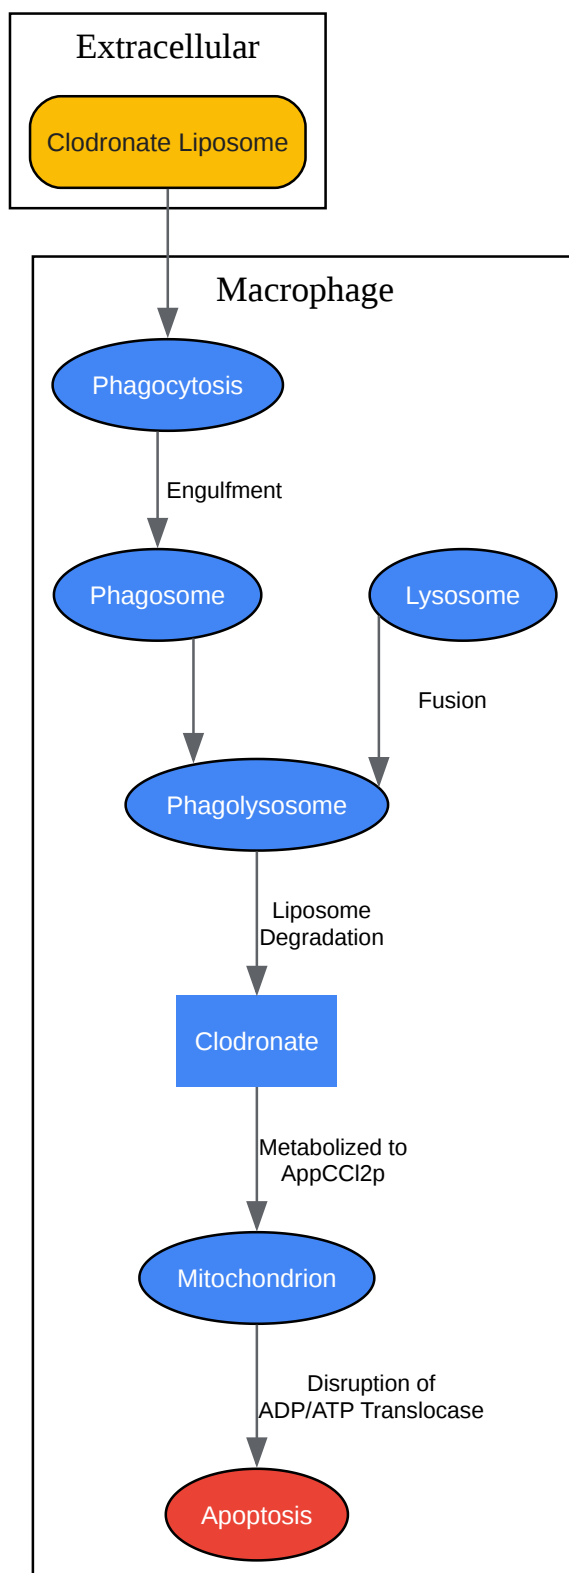 Extracellular
Clodronate Liposome
Macrophage
Phagocytosis
Engulfment
Phagosome
Lysosome
Fusion
Phagolysosome
Liposome
Degradation
Clodronate
Metabolized to
AppCCl2p
Mitochondrion
Disruption of
ADP/ATP Translocase
Apoptosis